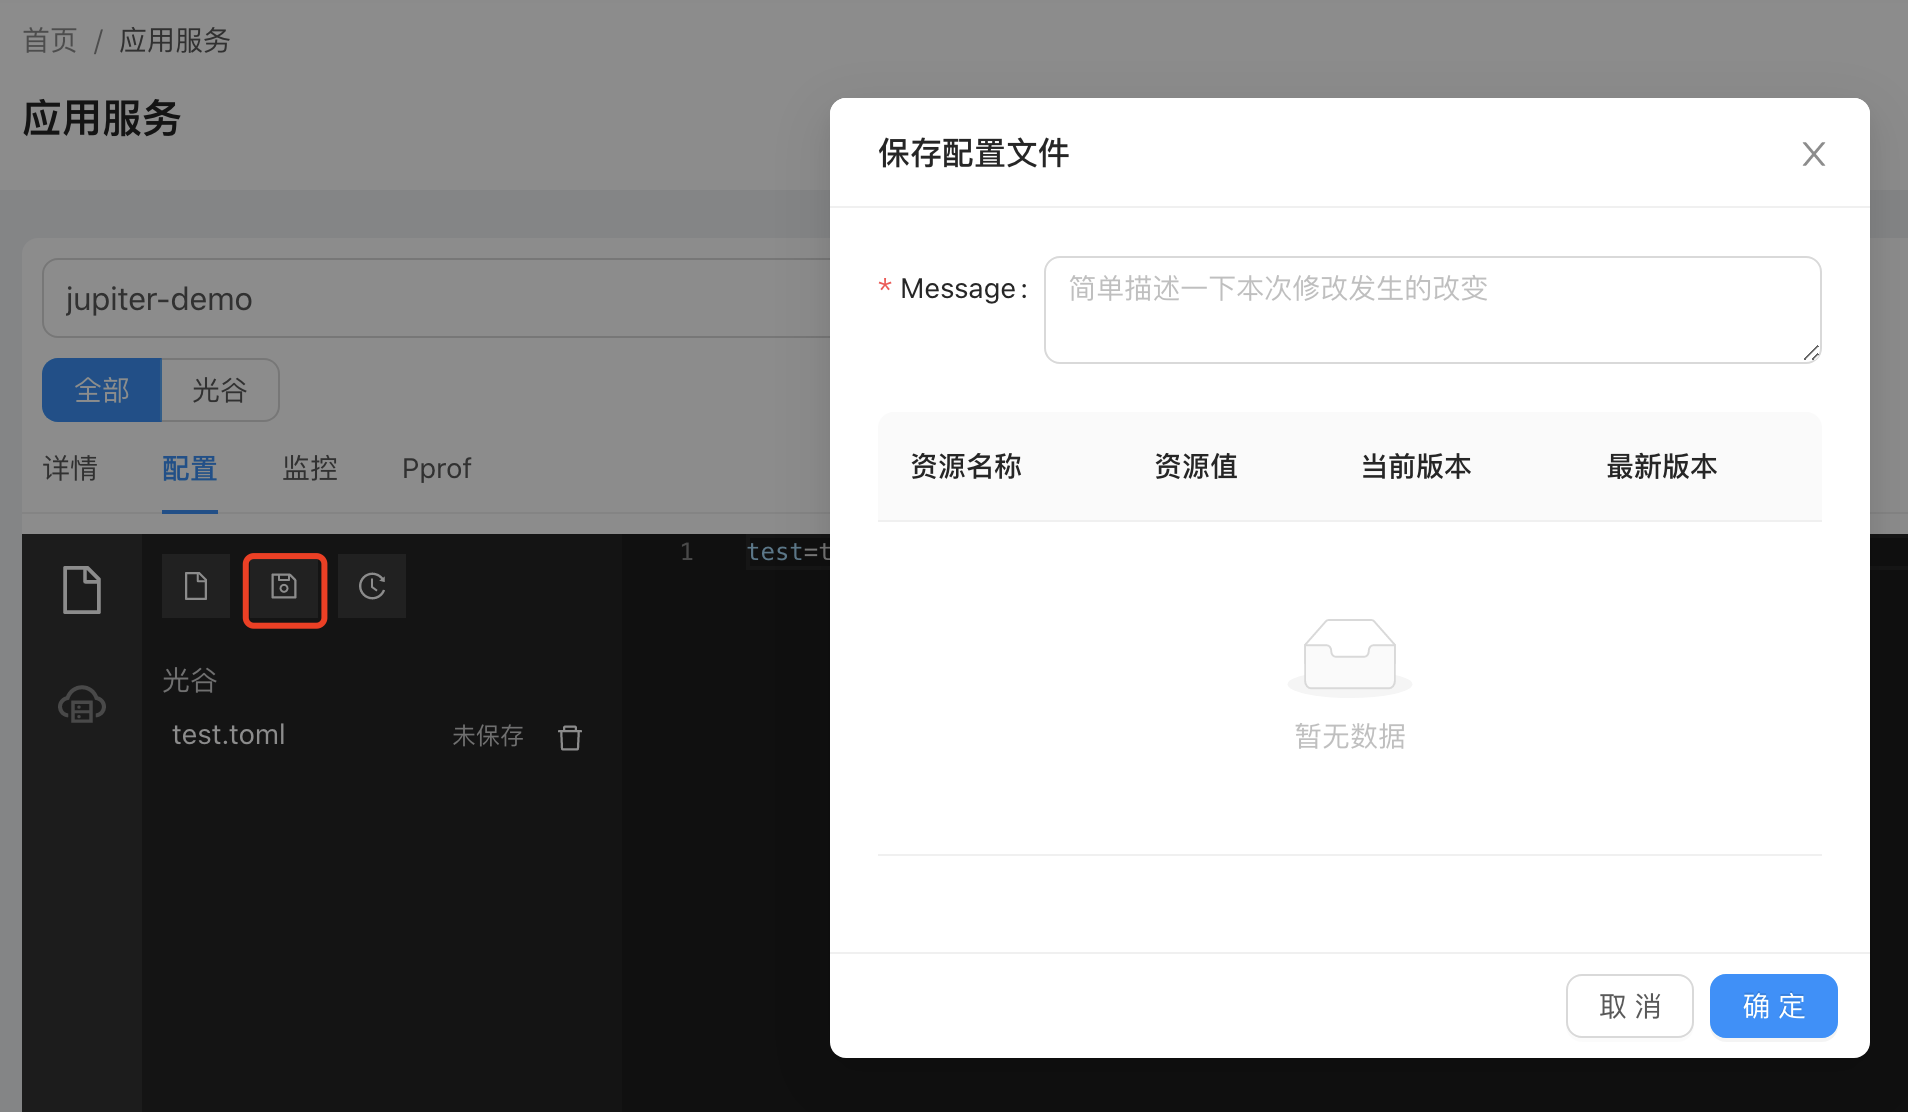 首页 / 应用服务
应用服务
jupiter-demo
全部 光谷
详情 配置 监控 Pprof
光谷
test.toml 未保存
1 test=t
保存配置文件
* Message:
简单描述一下本次修改发生的改变
资源名称 资源值 当前版本 最新版本
暂无数据
取 消 确 定